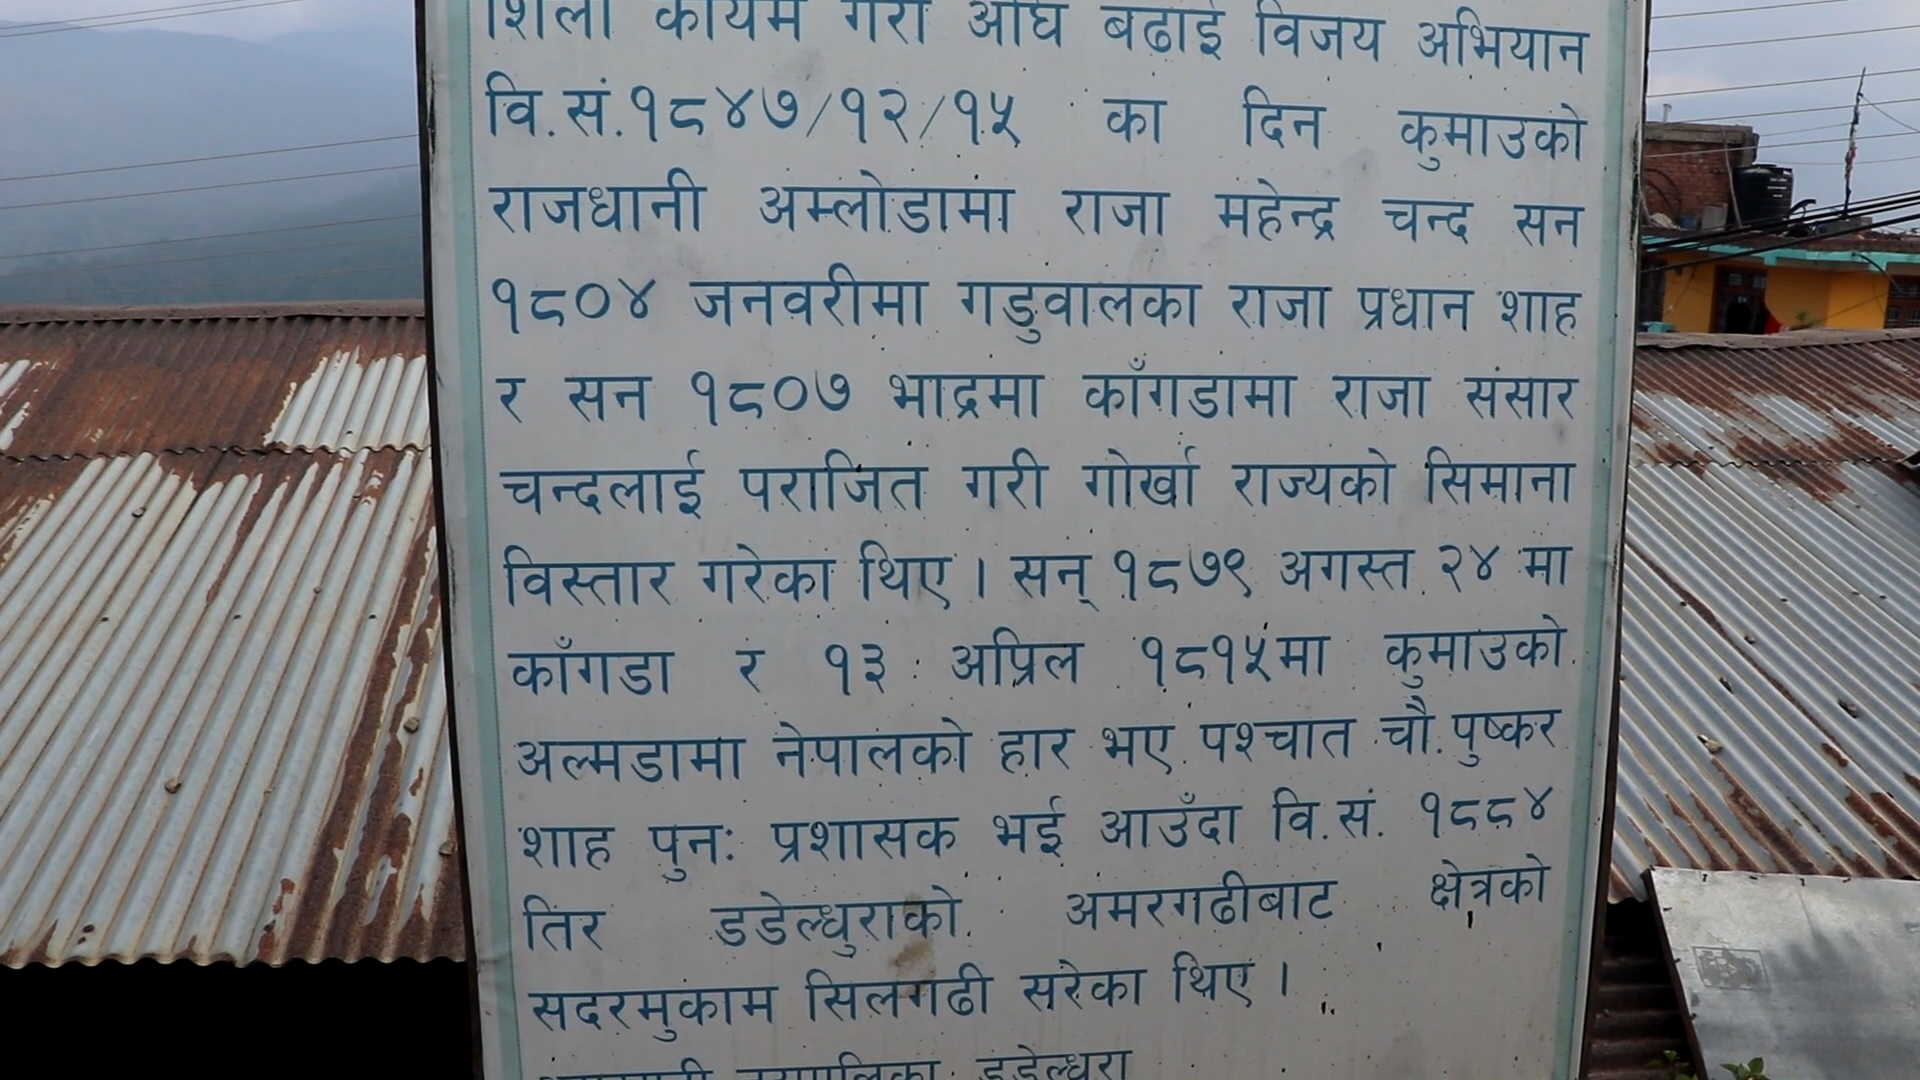 शिला कायम गरी अघि बढाई विजय अभियान
वि.सं.१८४७/१२/१५ का दिन कुमाउको
राजधानी अम्लोडामा राजा महेन्द्र चन्द सन
१८०४ जनवरीमा गडुवालका राजा प्रधान शाह
र सन १८०७ भाद्रमा काँगडामा राजा संसार
चन्दलाई पराजित गरी गोर्खा राज्यको सिमाना
विस्तार गरेका थिए । सन् १८७९ अगस्त २४ मा
काँगडा र १३ अप्रिल १८१५मा कुमाउको
अल्मडामा नेपालको हार भए पश्चात चौ.पुष्कर
शाह पुनः प्रशासक भई आउँदा वि.सं. १८८४
तिर डडेल्धुराको अमरगढीबाट क्षेत्रको
सदरमुकाम सिलगढी सरेका थिए ।
डडेल्धुरा